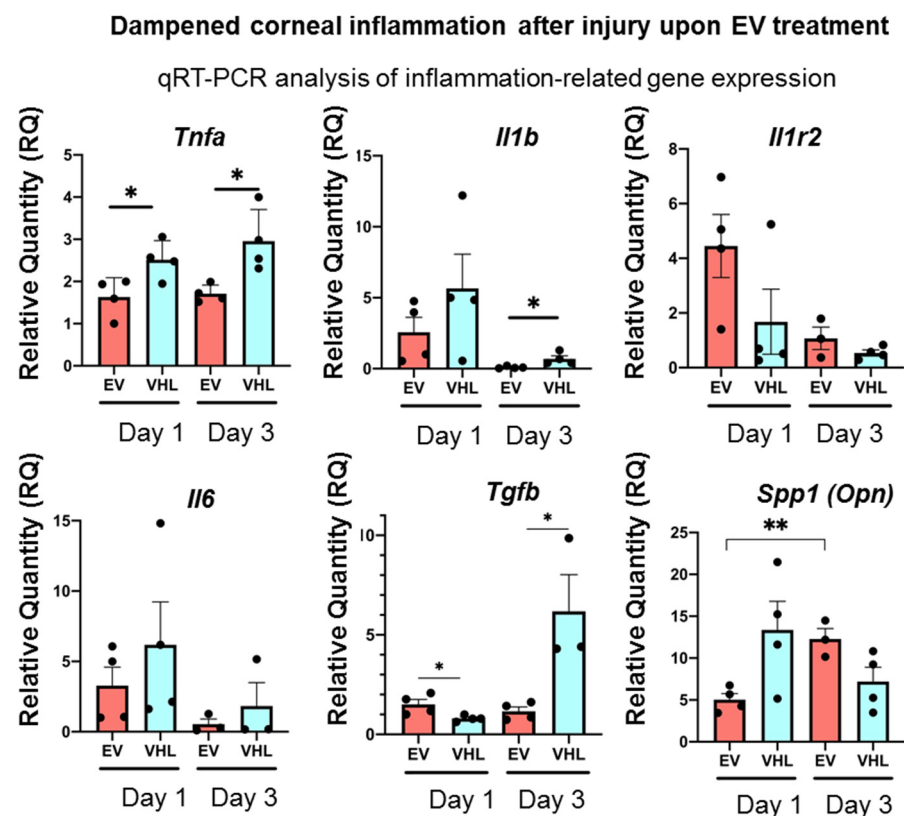 Dampened corneal inflammation after injury upon EV treatment
qRT-PCR analysis of inflammation-related gene expression
Tnfa
Relative Quantity (RQ)
5
4
3
2
1
0
*
*
EV VHL EV VHL
Day 1 Day 3
Il1b
Relative Quantity (RQ)
15
10
5
0
*
EV VHL EV VHL
Day 1 Day 3
Il1r2
Relative Quantity (RQ)
8
6
4
2
0
EV VHL EV VHL
Day 1 Day 3
Il6
Relative Quantity (RQ)
15
10
5
0
EV VHL EV VHL
Day 1 Day 3
Tgfb
Relative Quantity (RQ)
10
5
0
*
*
EV VHL EV VHL
Day 1 Day 3
Spp1 (Opn)
Relative Quantity (RQ)
25
20
15
10
5
0
**
EV VHL EV VHL
Day 1 Day 3